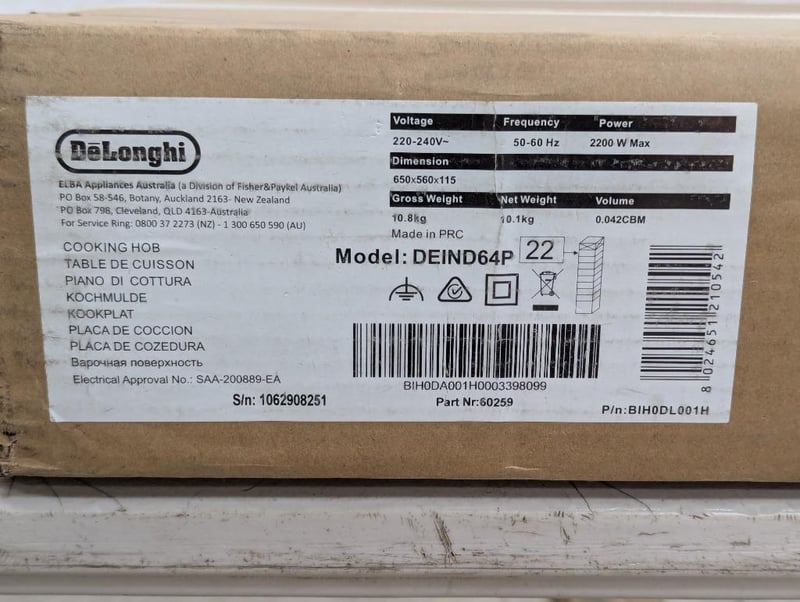 DēLonghi
ELBA Appliances Australia (a Division of Fisher&Paykel Australia)
PO Box 58-546, Botany, Auckland 2163- New Zealand
PO Box 798, Cleveland, QLD 4163-Australia
For Service Ring: 0800 37 2273 (NZ) - 1 300 650 590 (AU)
COOKING HOB
TABLE DE CUISSON
PIANO DI COTTURA
KOCHMULDE
KOOKPLAT
PLACA DE COCCION
PLACA DE COZEDURA
Варочная поверхность
Electrical Approval No.: SAA-200889-EA
S/n: 1062908251
Voltage Frequency Power
220-240V~ 50-60 Hz 2200 W Max
Dimension
650x560x115
Gross Weight Net Weight Volume
10.8kg 10.1kg 0.042CBM
Made in PRC
Model: DEIND64P 22
BIH0DA001H0003398099
Part Nr:60259
8 024651 210542
P/n:BIH0DL001H